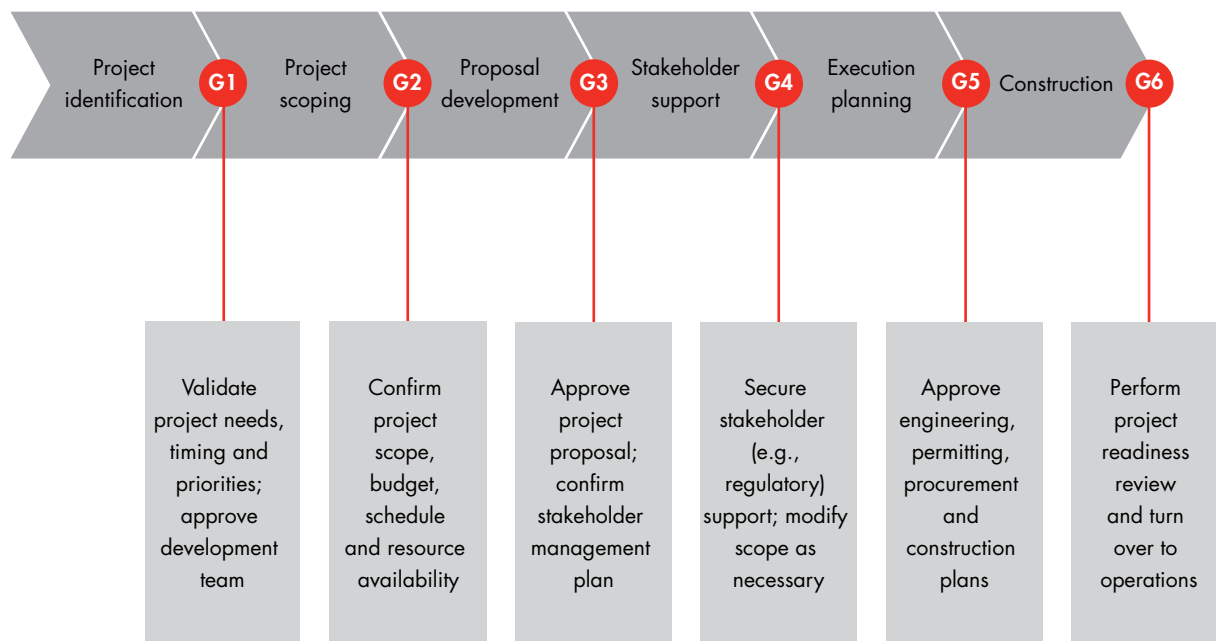 Project
identification
G1
Project
scoping
G2
Proposal
development
G3
Stakeholder
support
G4
Execution
planning
G5
Construction
G6
Validate
project needs,
timing and
priorities;
approve
development
team
Confirm
project
scope,
budget,
schedule
and resource
availability
Approve
project
proposal;
confirm
stakeholder
management
plan
Secure
stakeholder
(e.g.,
regulatory)
support; modify
scope as
necessary
Approve
engineering,
permitting,
procurement
and
construction
plans
Perform
project
readiness
review
and turn
over to
operations